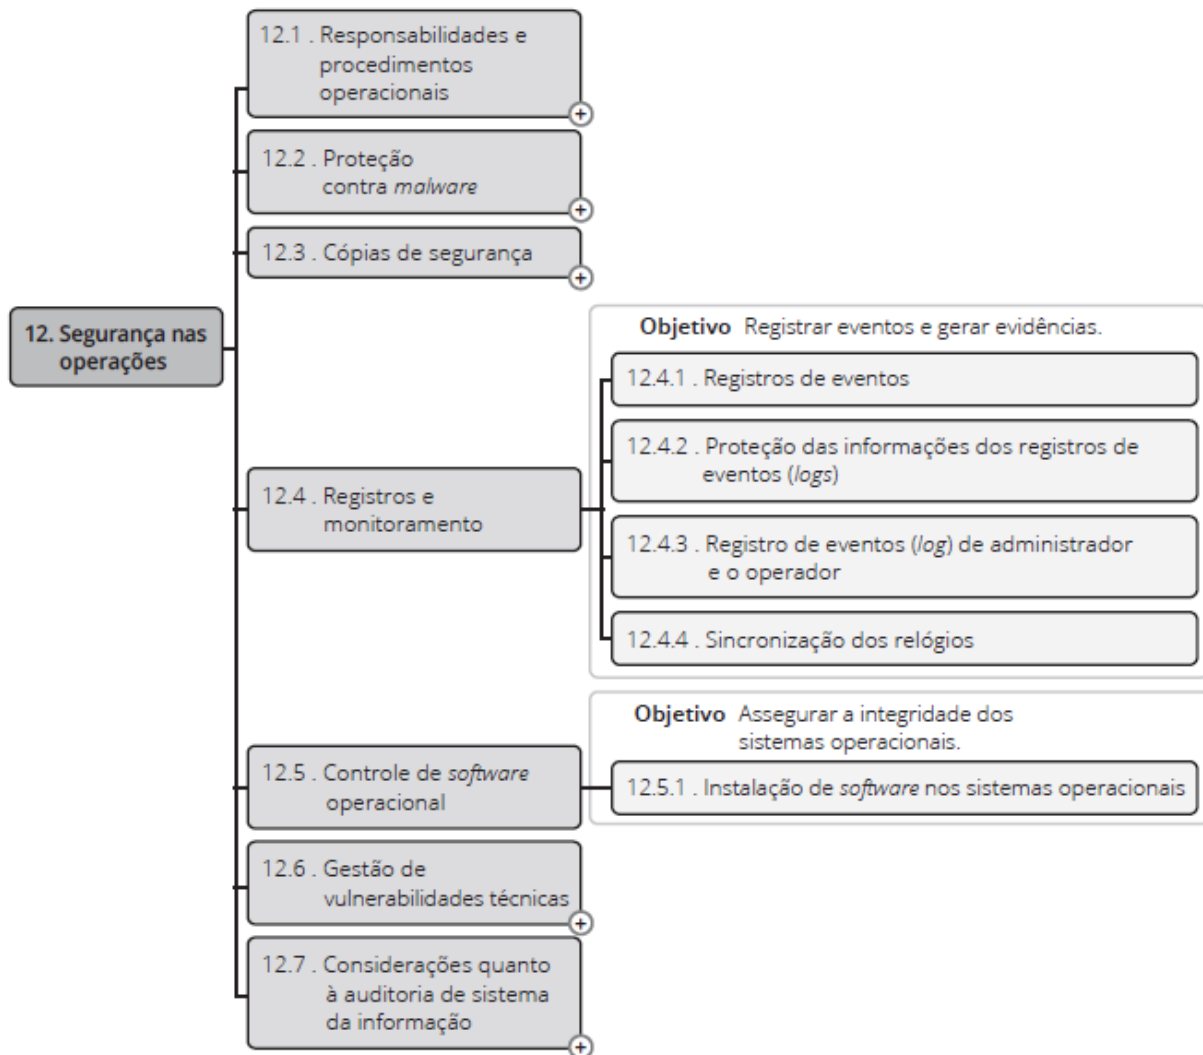 12.1 . Responsabilidades e
procedimentos
operacionais
+
12.2 . Proteção
contra malware
+
12.3 . Cópias de segurança
+
12. Segurança nas
operações
12.4 . Registros e
monitoramento
Objetivo Registrar eventos e gerar evidências.
12.4.1 . Registros de eventos
12.4.2 . Proteção das informações dos registros de
eventos (logs)
12.4.3 . Registro de eventos (log) de administrador
e o operador
12.4.4 . Sincronização dos relógios
12.5 . Controle de software
operacional
Objetivo Assegurar a integridade dos
sistemas operacionais.
12.5.1 . Instalação de software nos sistemas operacionais
12.6 . Gestão de
vulnerabilidades técnicas
+
12.7 . Considerações quanto
à auditoria de sistema
da informação
+